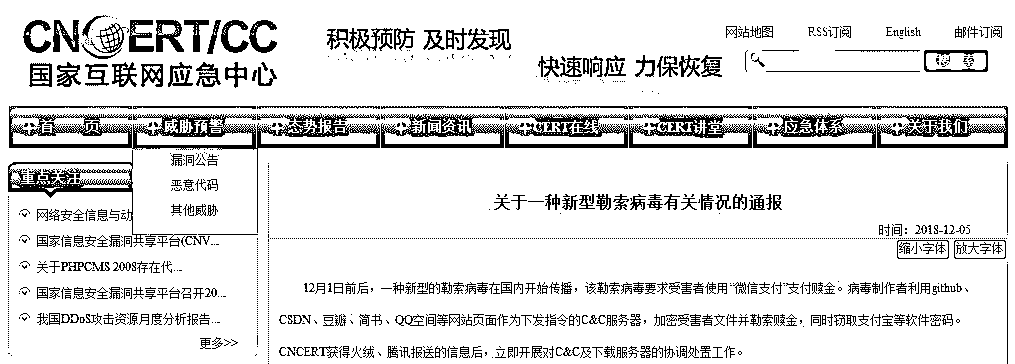 CNCERT/CC
国家互联网应急中心
积极预防 及时发现
快速响应 力保恢复
网站地图 RSS订阅 English 邮件订阅
搜 索
首 页 威胁预警 态势报告 新闻资讯 CERT在线 CERT讲堂 应急体系 关于我们
漏洞公告
恶意代码
其他威胁
重点关注
网络安全信息与动
国家信息安全漏洞共享平台(CNV...
关于PHPCMS 2008存在代...
国家信息安全漏洞共享平台召开20...
我国DDoS攻击资源月度分析报告...
更多>>
关于一种新型勒索病毒有关情况的通报
时间：2018-12-05
缩小字体 放大字体
12月1日前后，一种新型的勒索病毒在国内开始传播，该勒索病毒要求受害者使用“微信支付”支付赎金。病毒制作者利用github、
CSDN、豆瓣、简书、QQ空间等网站页面作为下发指令的C&C服务器，加密受害者文件并勒索赎金，同时窃取支付宝等软件密码。
CNCERT获得火绒、腾讯报送的信息后，立即开展对C&C及下载服务器的协调处置工作。